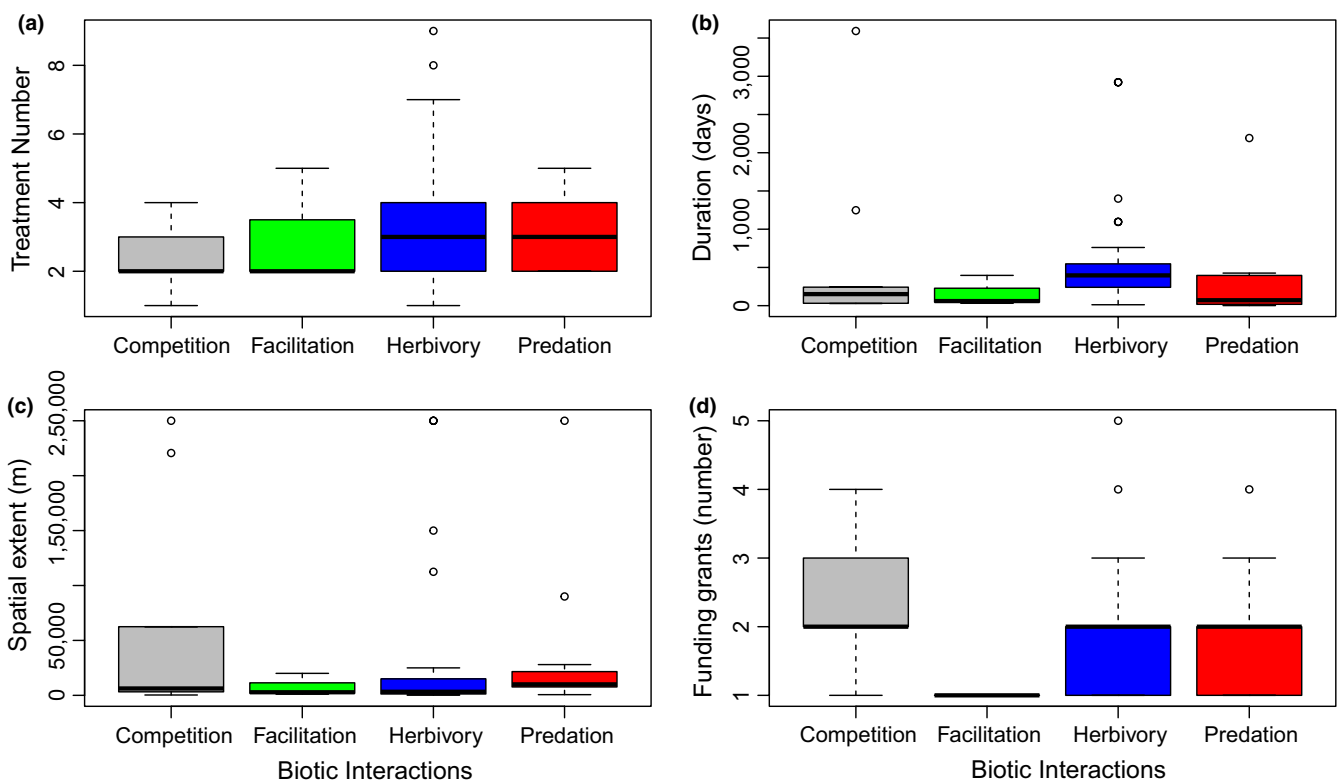 (a)
Treatment Number
8
6
4
2
Competition Facilitation Herbivory Predation
(b)
Duration (days)
3,000
2,000
1,000
0
Competition Facilitation Herbivory Predation
(c)
Spatial extent (m)
2,50,000
1,50,000
50,000
0
Competition Facilitation Herbivory Predation
Biotic Interactions
(d)
Funding grants (number)
5
4
3
2
1
Competition Facilitation Herbivory Predation
Biotic Interactions